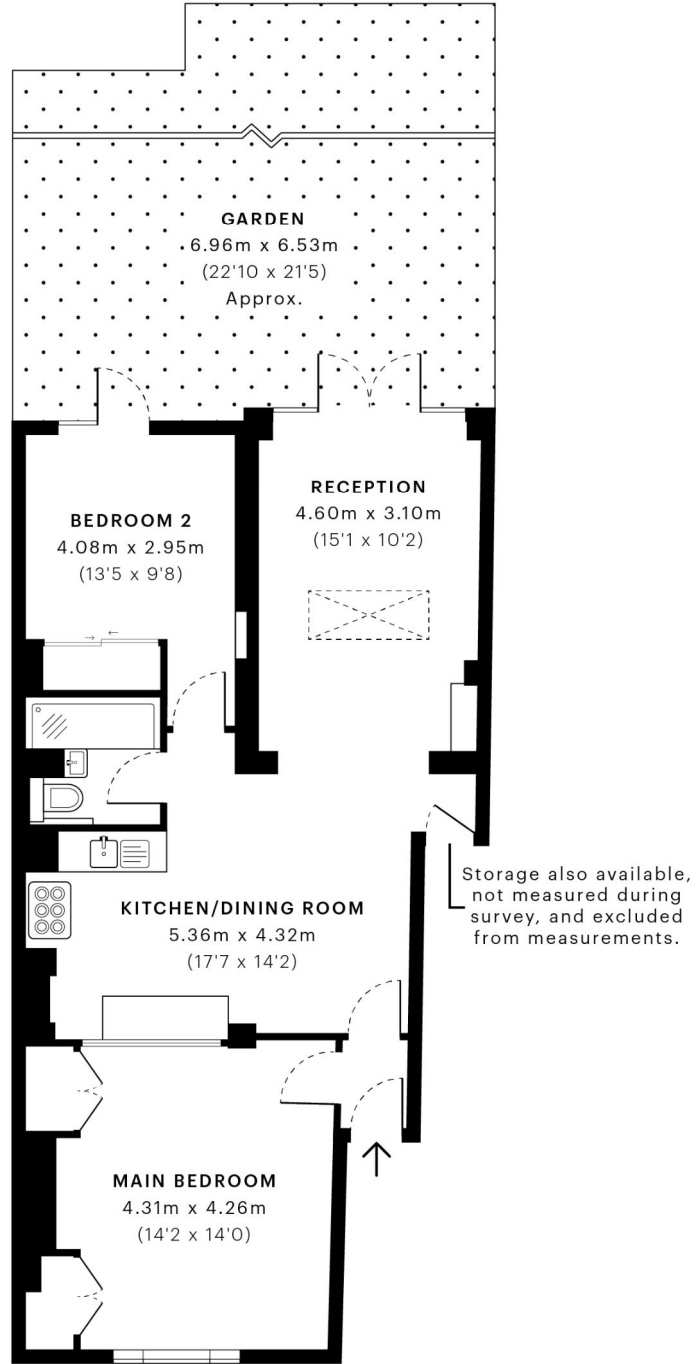 GARDEN
6.96m x 6.53m
(22'10 x 21'5)
Approx.
RECEPTION
4.60m x 3.10m
(15'1 x 10'2)
BEDROOM 2
4.08m x 2.95m
(13'5 x 9'8)
Storage also available,
not measured during
survey, and excluded
from measurements.
KITCHEN/DINING ROOM
5.36m x 4.32m
(17'7 x 14'2)
MAIN BEDROOM
4.31m x 4.26m
(14'2 x 14'0)